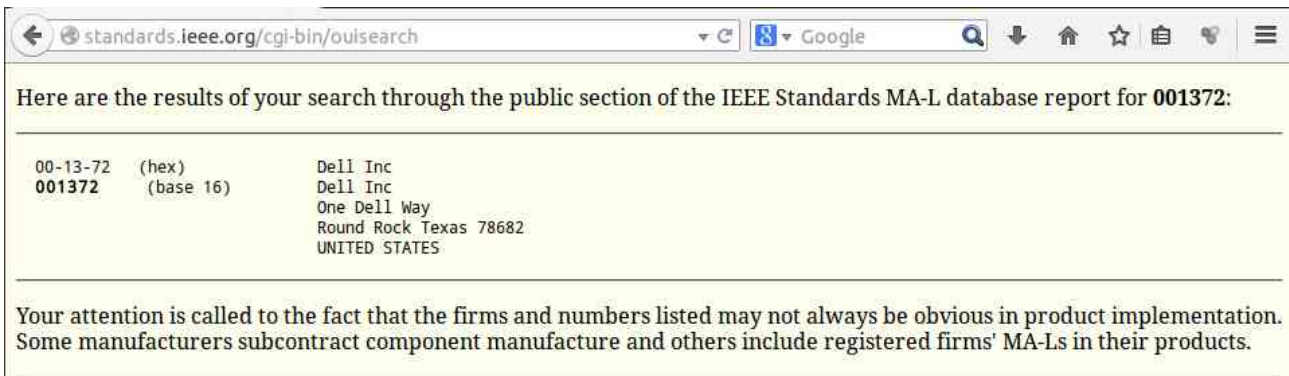 standards.ieee.org/cgi-bin/ouisearch
8 Google
Here are the results of your search through the public section of the IEEE Standards MA-L database report for 001372:
00-13-72 (hex) Dell Inc
001372 (base 16) Dell Inc
One Dell Way
Round Rock Texas 78682
UNITED STATES
Your attention is called to the fact that the firms and numbers listed may not always be obvious in product implementation.
Some manufacturers subcontract component manufacture and others include registered firms' MA-Ls in their products.